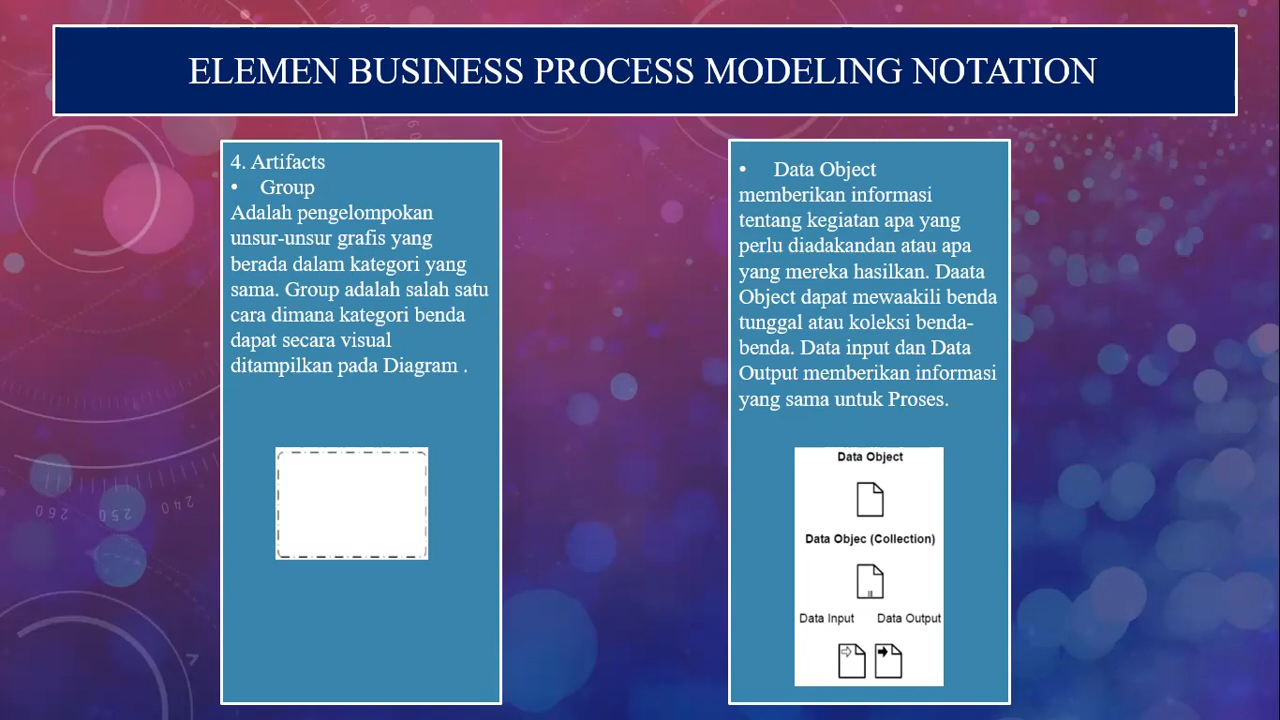 ELEMEN BUSINESS PROCESS MODELING NOTATION
4. Artifacts
• Group
Adalah pengelompokan
unsur-unsur grafis yang
berada dalam kategori yang
sama. Group adalah salah satu
cara dimana kategori benda
dapat secara visual
ditampilkan pada Diagram .
• Data Object
memberikan informasi
tentang kegiatan apa yang
perlu diadakandan atau apa
yang mereka hasilkan. Daata
Object dapat mewaakili benda
tunggal atau koleksi benda-
benda. Data input dan Data
Output memberikan informasi
yang sama untuk Proses.
Data Object
Data Objec (Collection)
Data Input Data Output
260 250 240